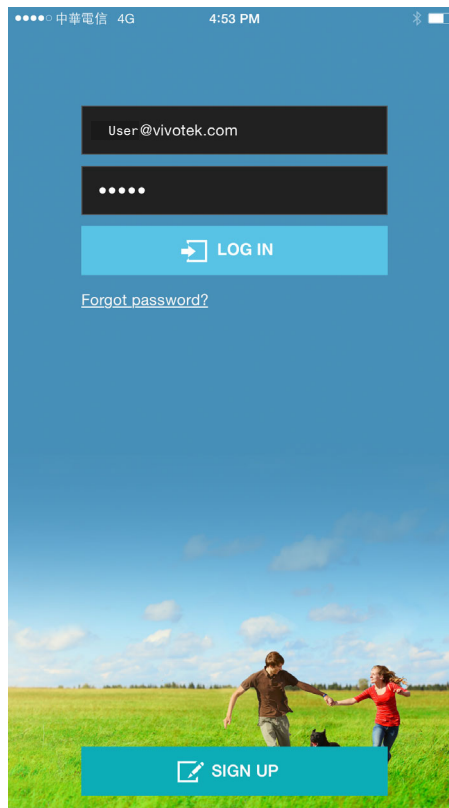 中華電信 4G 4:53 PM
User@vivotek.com
LOG IN
Forgot password?
SIGN UP